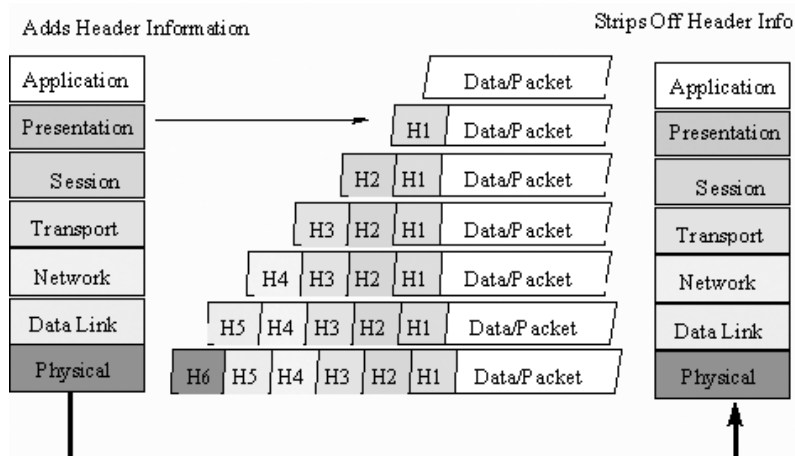 Adds Header Information
Strips Off Header Info
Application
Data/Packet
Application
Presentation
H1 Data/Packet
Presentation
Session
H2 H1 Data/Packet
Session
Transport
H3 H2 H1 Data/Packet
Transport
Network
H4 H3 H2 H1 Data/Packet
Network
Data Link
H5 H4 H3 H2 H1 Data/Packet
Data Link
Physical
H6 H5 H4 H3 H2 H1 Data/Packet
Physical